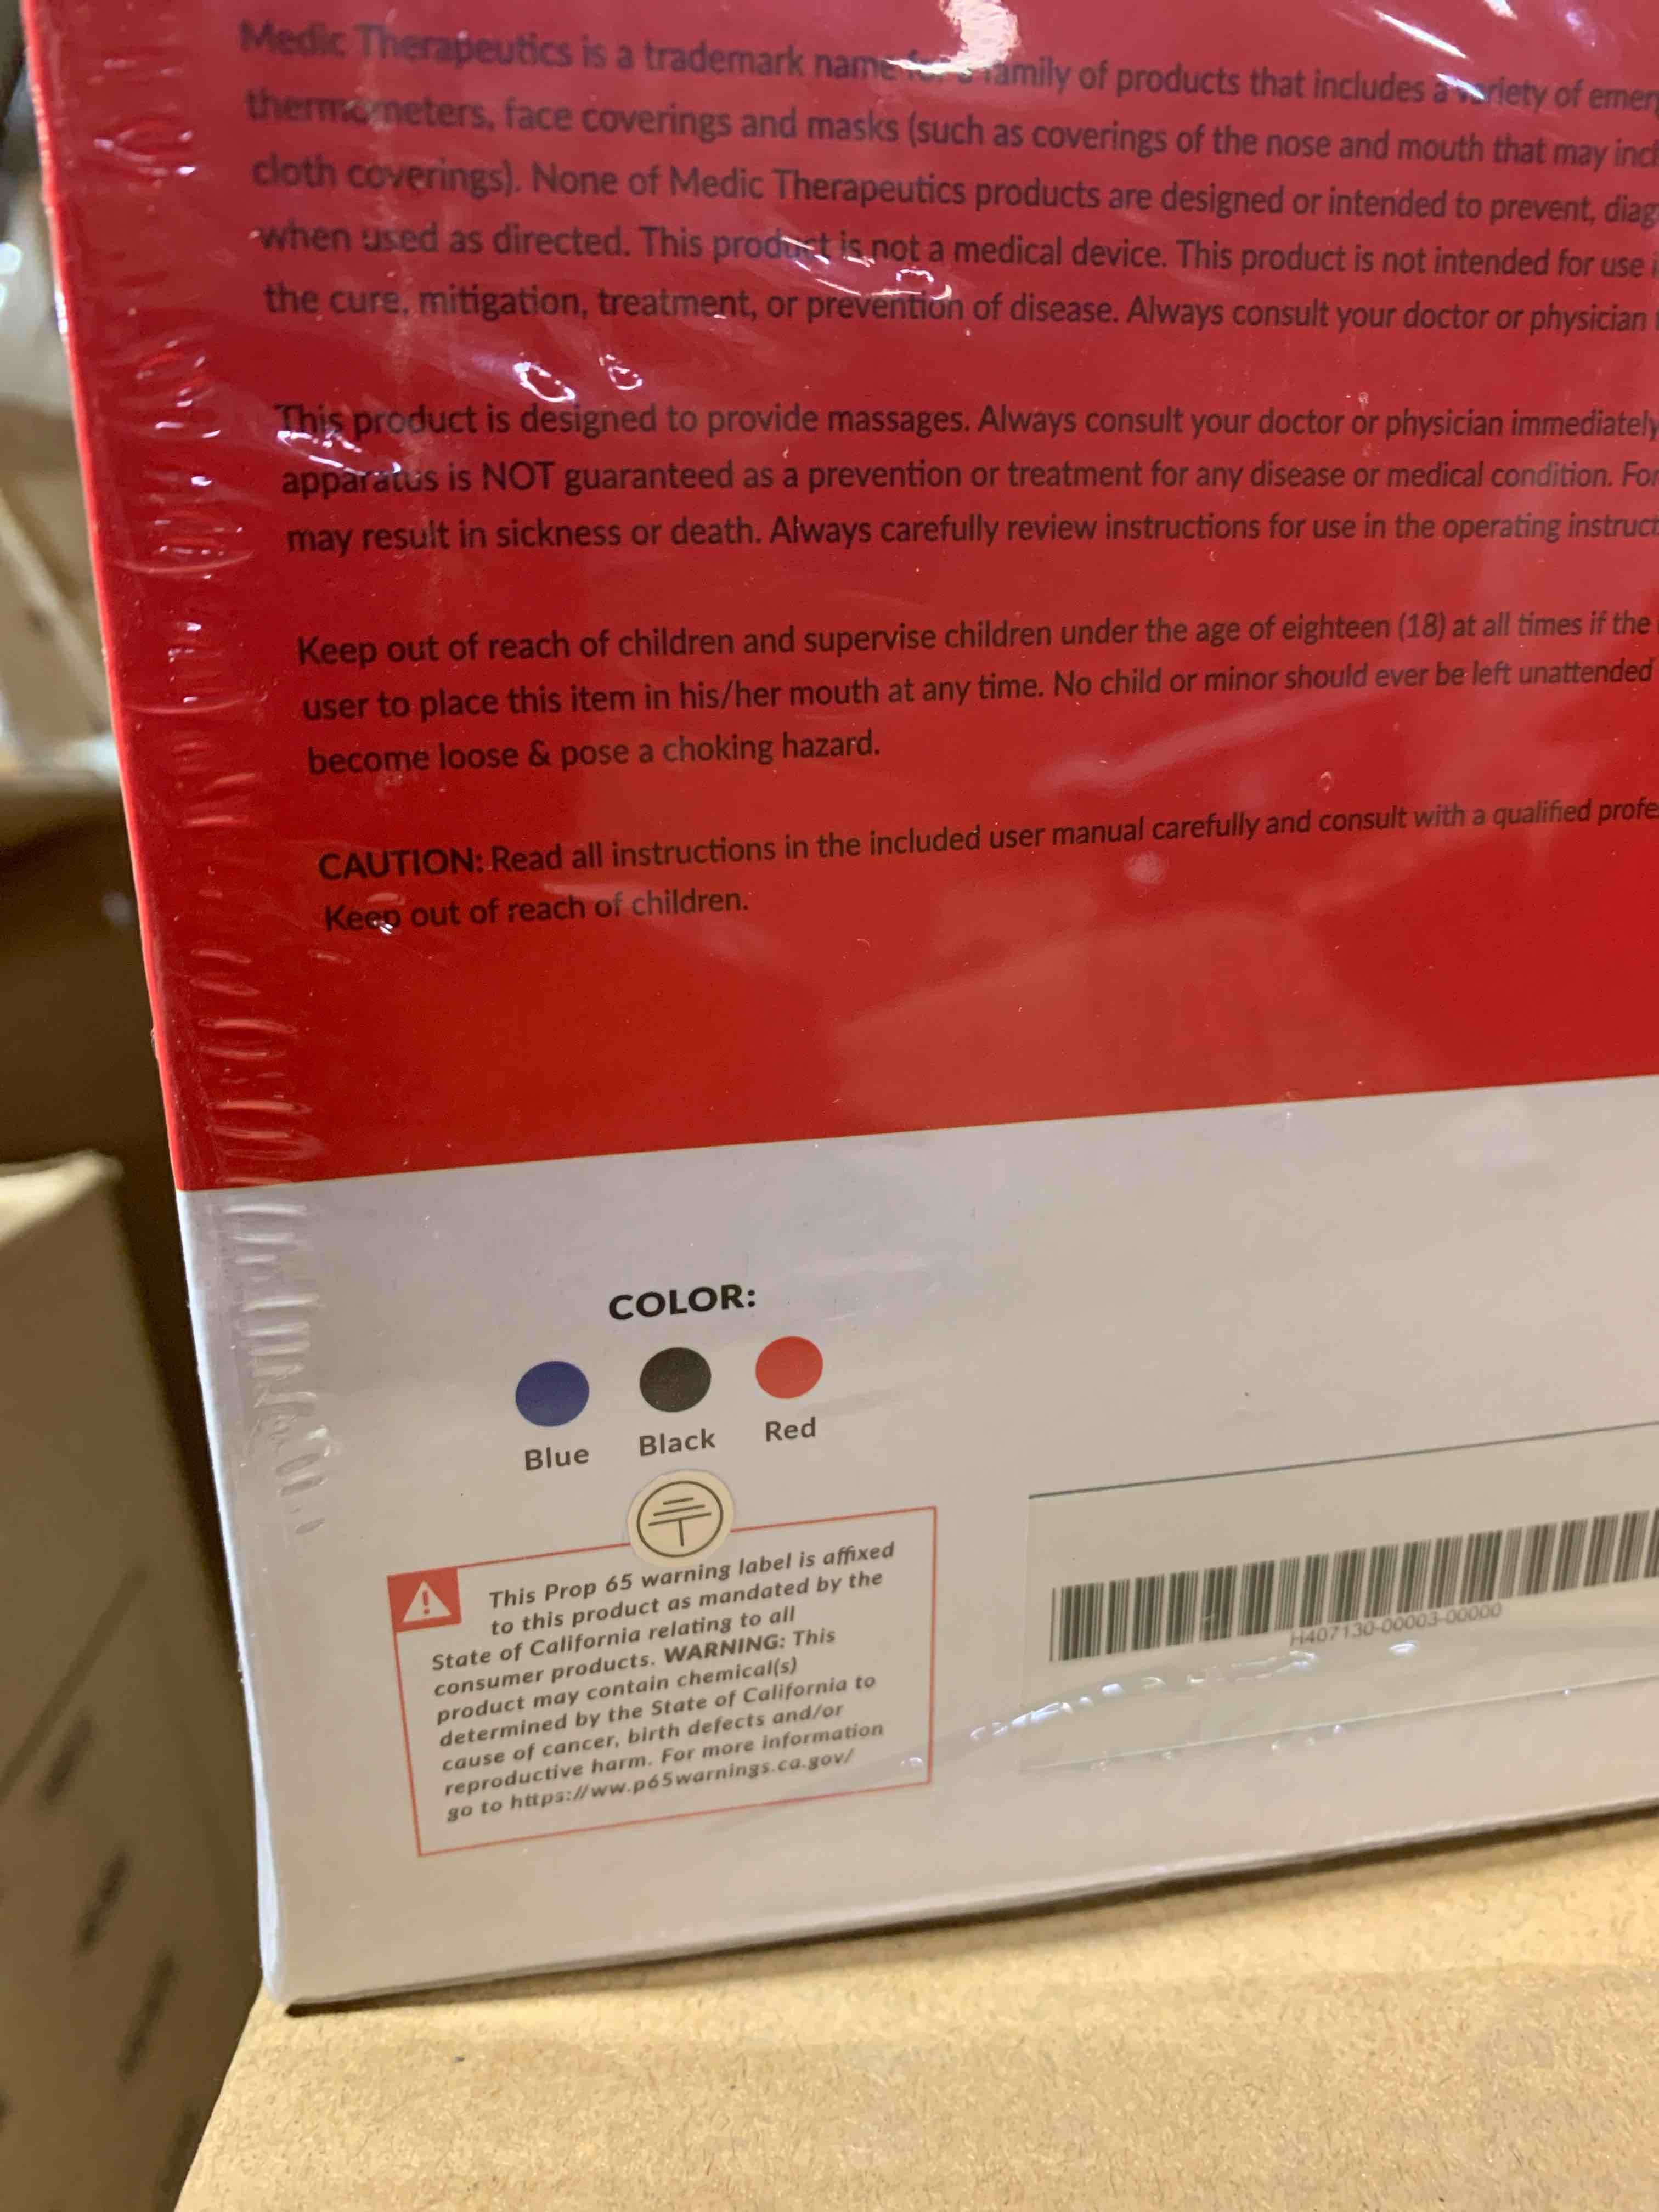 Medic Therapeutics is a trademark name for a family of products that includes a variety of
thermometers, face coverings and masks (such as coverings of the nose and mouth that may
cloth coverings). None of Medic Therapeutics products are designed or intended to prevent,
when used as directed. This product is not a medical device. This product is not intended for use
the cure, mitigation, treatment, or prevention of disease. Always consult your doctor or physician
This product is designed to provide massages. Always consult your doctor or physician immediately
apparatus is NOT guaranteed as a prevention or treatment for any disease or medical condition.
may result in sickness or death. Always carefully review instructions for use in the operating
Keep out of reach of children and supervise children under the age of eighteen (18) at all times if the
user to place this item in his/her mouth at any time. No child or minor should ever be left unattended
become loose & pose a choking hazard.
CAUTION: Read all instructions in the included user manual carefully and consult with a qualified
Keep out of reach of children.
COLOR:
Blue Black Red
This Prop 65 warning label is affixed
to this product as mandated by the
State of California relating to all
consumer products. WARNING: This
product may contain chemical(s)
determined by the State of California to
cause of cancer, birth defects and/or
reproductive harm. For more information
go to https://ww.p65warnings.ca.gov/
H407130-00003-00000